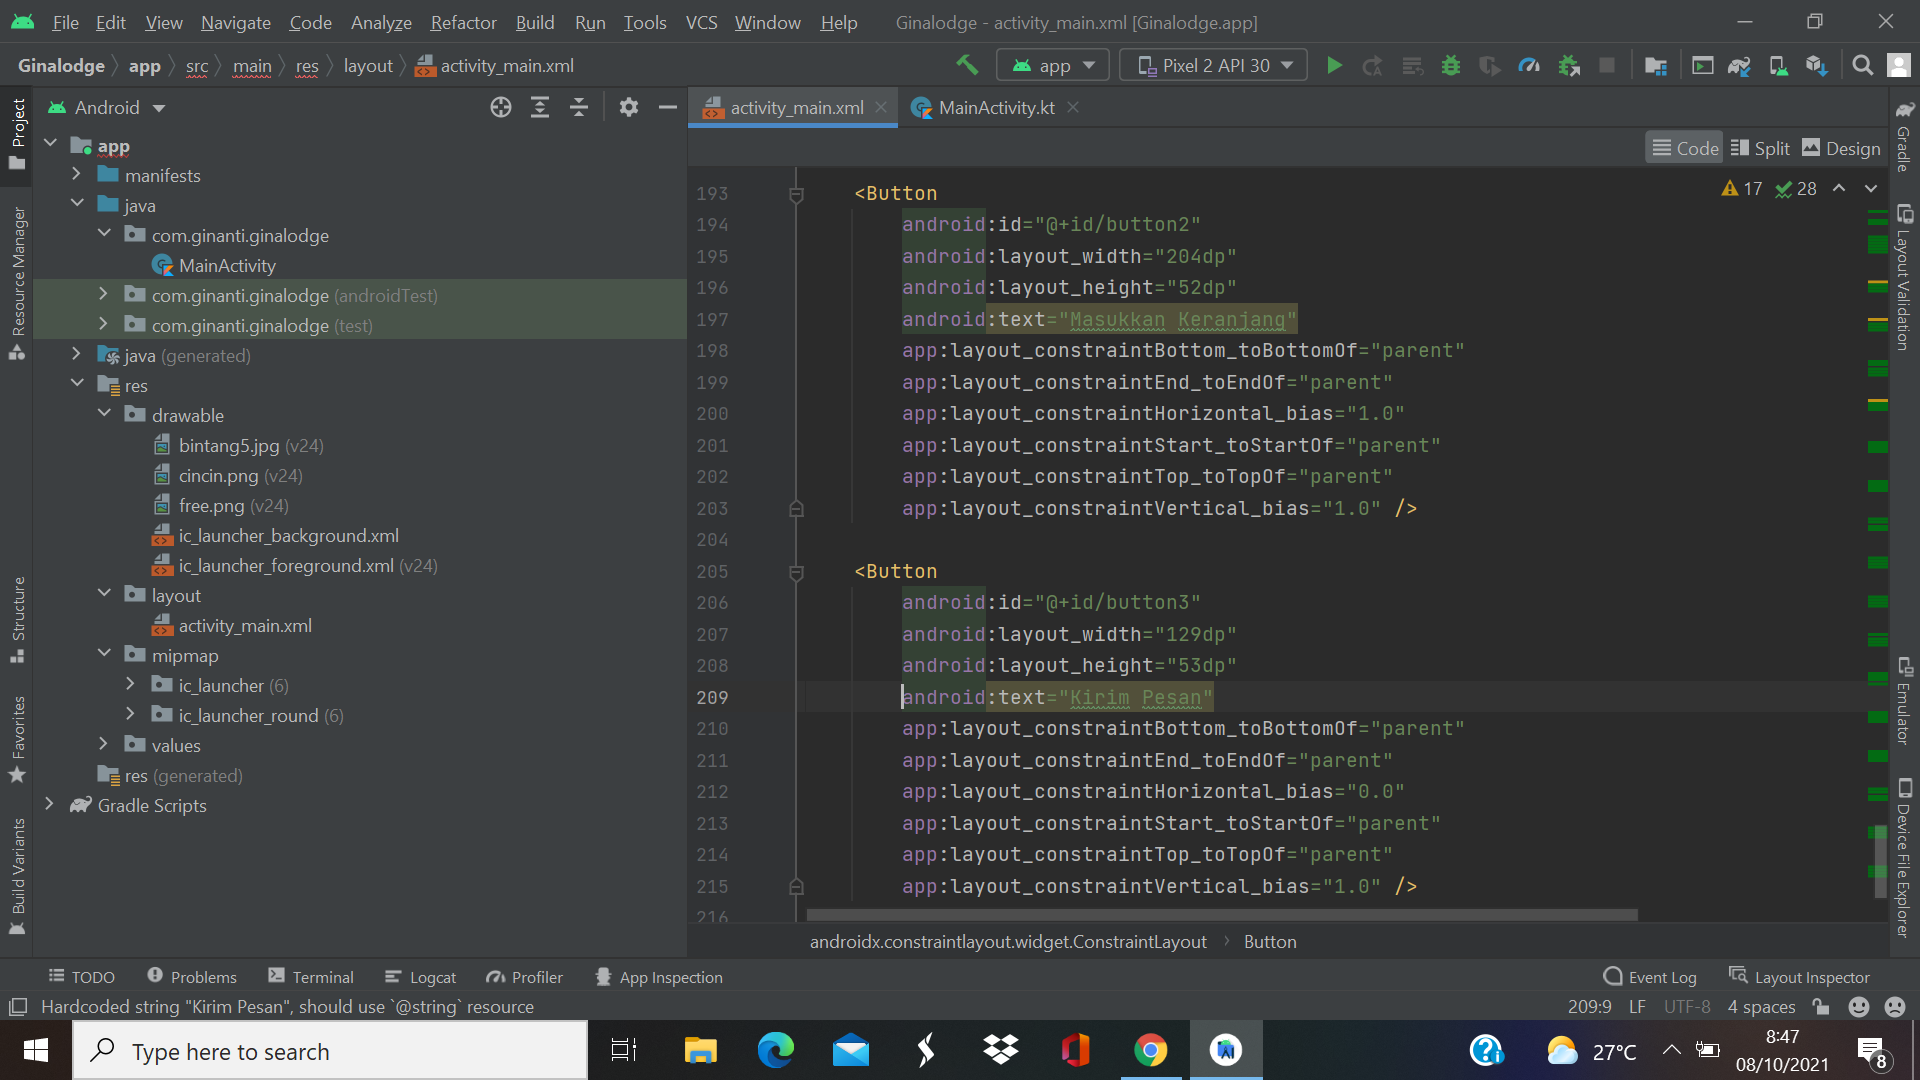 File Edit View Navigate Code Analyze Refactor Build Run Tools VCS Window Help Ginalodge - activity_main.xml [Ginalodge.app]
Ginalodge app src main res layout activity_main.xml app Pixel 2 API 30
Project
Resource Manager
Structure
Favorites
Build Variants
Android
app
manifests
java
com.ginanti.ginalodge
MainActivity
com.ginanti.ginalodge (androidTest)
com.ginanti.ginalodge (test)
java (generated)
res
drawable
bintang5.jpg (v24)
cincin.png (v24)
free.png (v24)
ic_launcher_background.xml
ic_launcher_foreground.xml (v24)
layout
activity_main.xml
mipmap
ic_launcher (6)
ic_launcher_round (6)
values
res (generated)
Gradle Scripts
activity_main.xml MainActivity.kt
Code Split Design
17 28
193 <Button
194 android:id="@+id/button2"
195 android:layout_width="204dp"
196 android:layout_height="52dp"
197 android:text="Masukkan Keranjang"
198 app:layout_constraintBottom_toBottomOf="parent"
199 app:layout_constraintEnd_toEndOf="parent"
200 app:layout_constraintHorizontal_bias="1.0"
201 app:layout_constraintStart_toStartOf="parent"
202 app:layout_constraintTop_toTopOf="parent"
203 app:layout_constraintVertical_bias="1.0" />
204
205 <Button
206 android:id="@+id/button3"
207 android:layout_width="129dp"
208 android:layout_height="53dp"
209 android:text="Kirim Pesan"
210 app:layout_constraintBottom_toBottomOf="parent"
211 app:layout_constraintEnd_toEndOf="parent"
212 app:layout_constraintHorizontal_bias="0.0"
213 app:layout_constraintStart_toStartOf="parent"
214 app:layout_constraintTop_toTopOf="parent"
215 app:layout_constraintVertical_bias="1.0" />
216
androidx.constraintlayout.widget.ConstraintLayout Button
Gradle
Layout Validation
Emulator
Device File Explorer
TODO Problems Terminal Logcat Profiler App Inspection Event Log Layout Inspector
Hardcoded string "Kirim Pesan", should use `@string` resource 209:9 LF UTF-8 4 spaces
Type here to search
27°C
8:47
08/10/2021
8